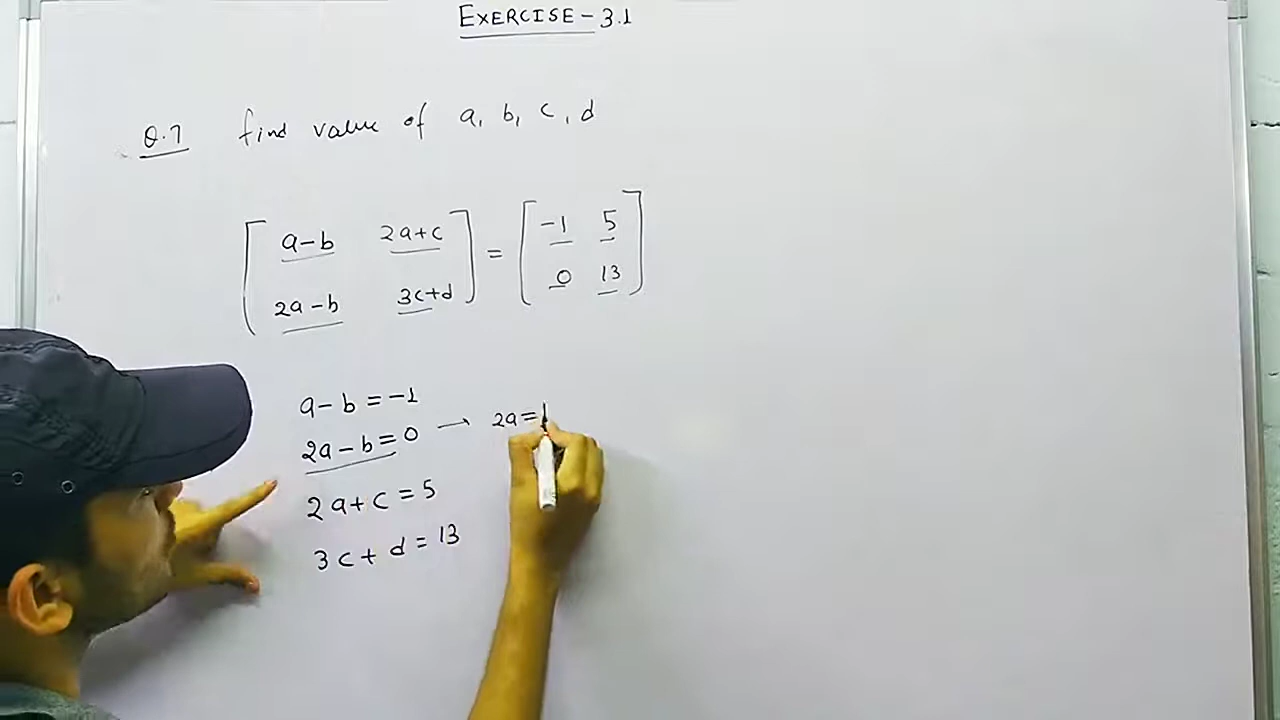 EXERCISE-3.1
Q.7 find value of a, b, c, d
[ a-b 2a+c ] = [ -1 5 ]
[ 2a-b 3c+d ] [ 0 13 ]
a-b = -1
2a-b = 0 → 2a =
2a+c = 5
3c+d = 13